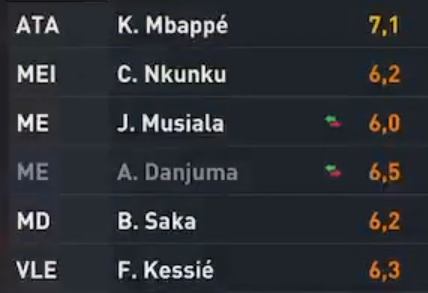 ATA K. Mbappé 7,1
MEI C. Nkunku 6,2
ME J. Musiala 6,0
ME A. Danjuma 6,5
MD B. Saka 6,2
VLE F. Kessié 6,3